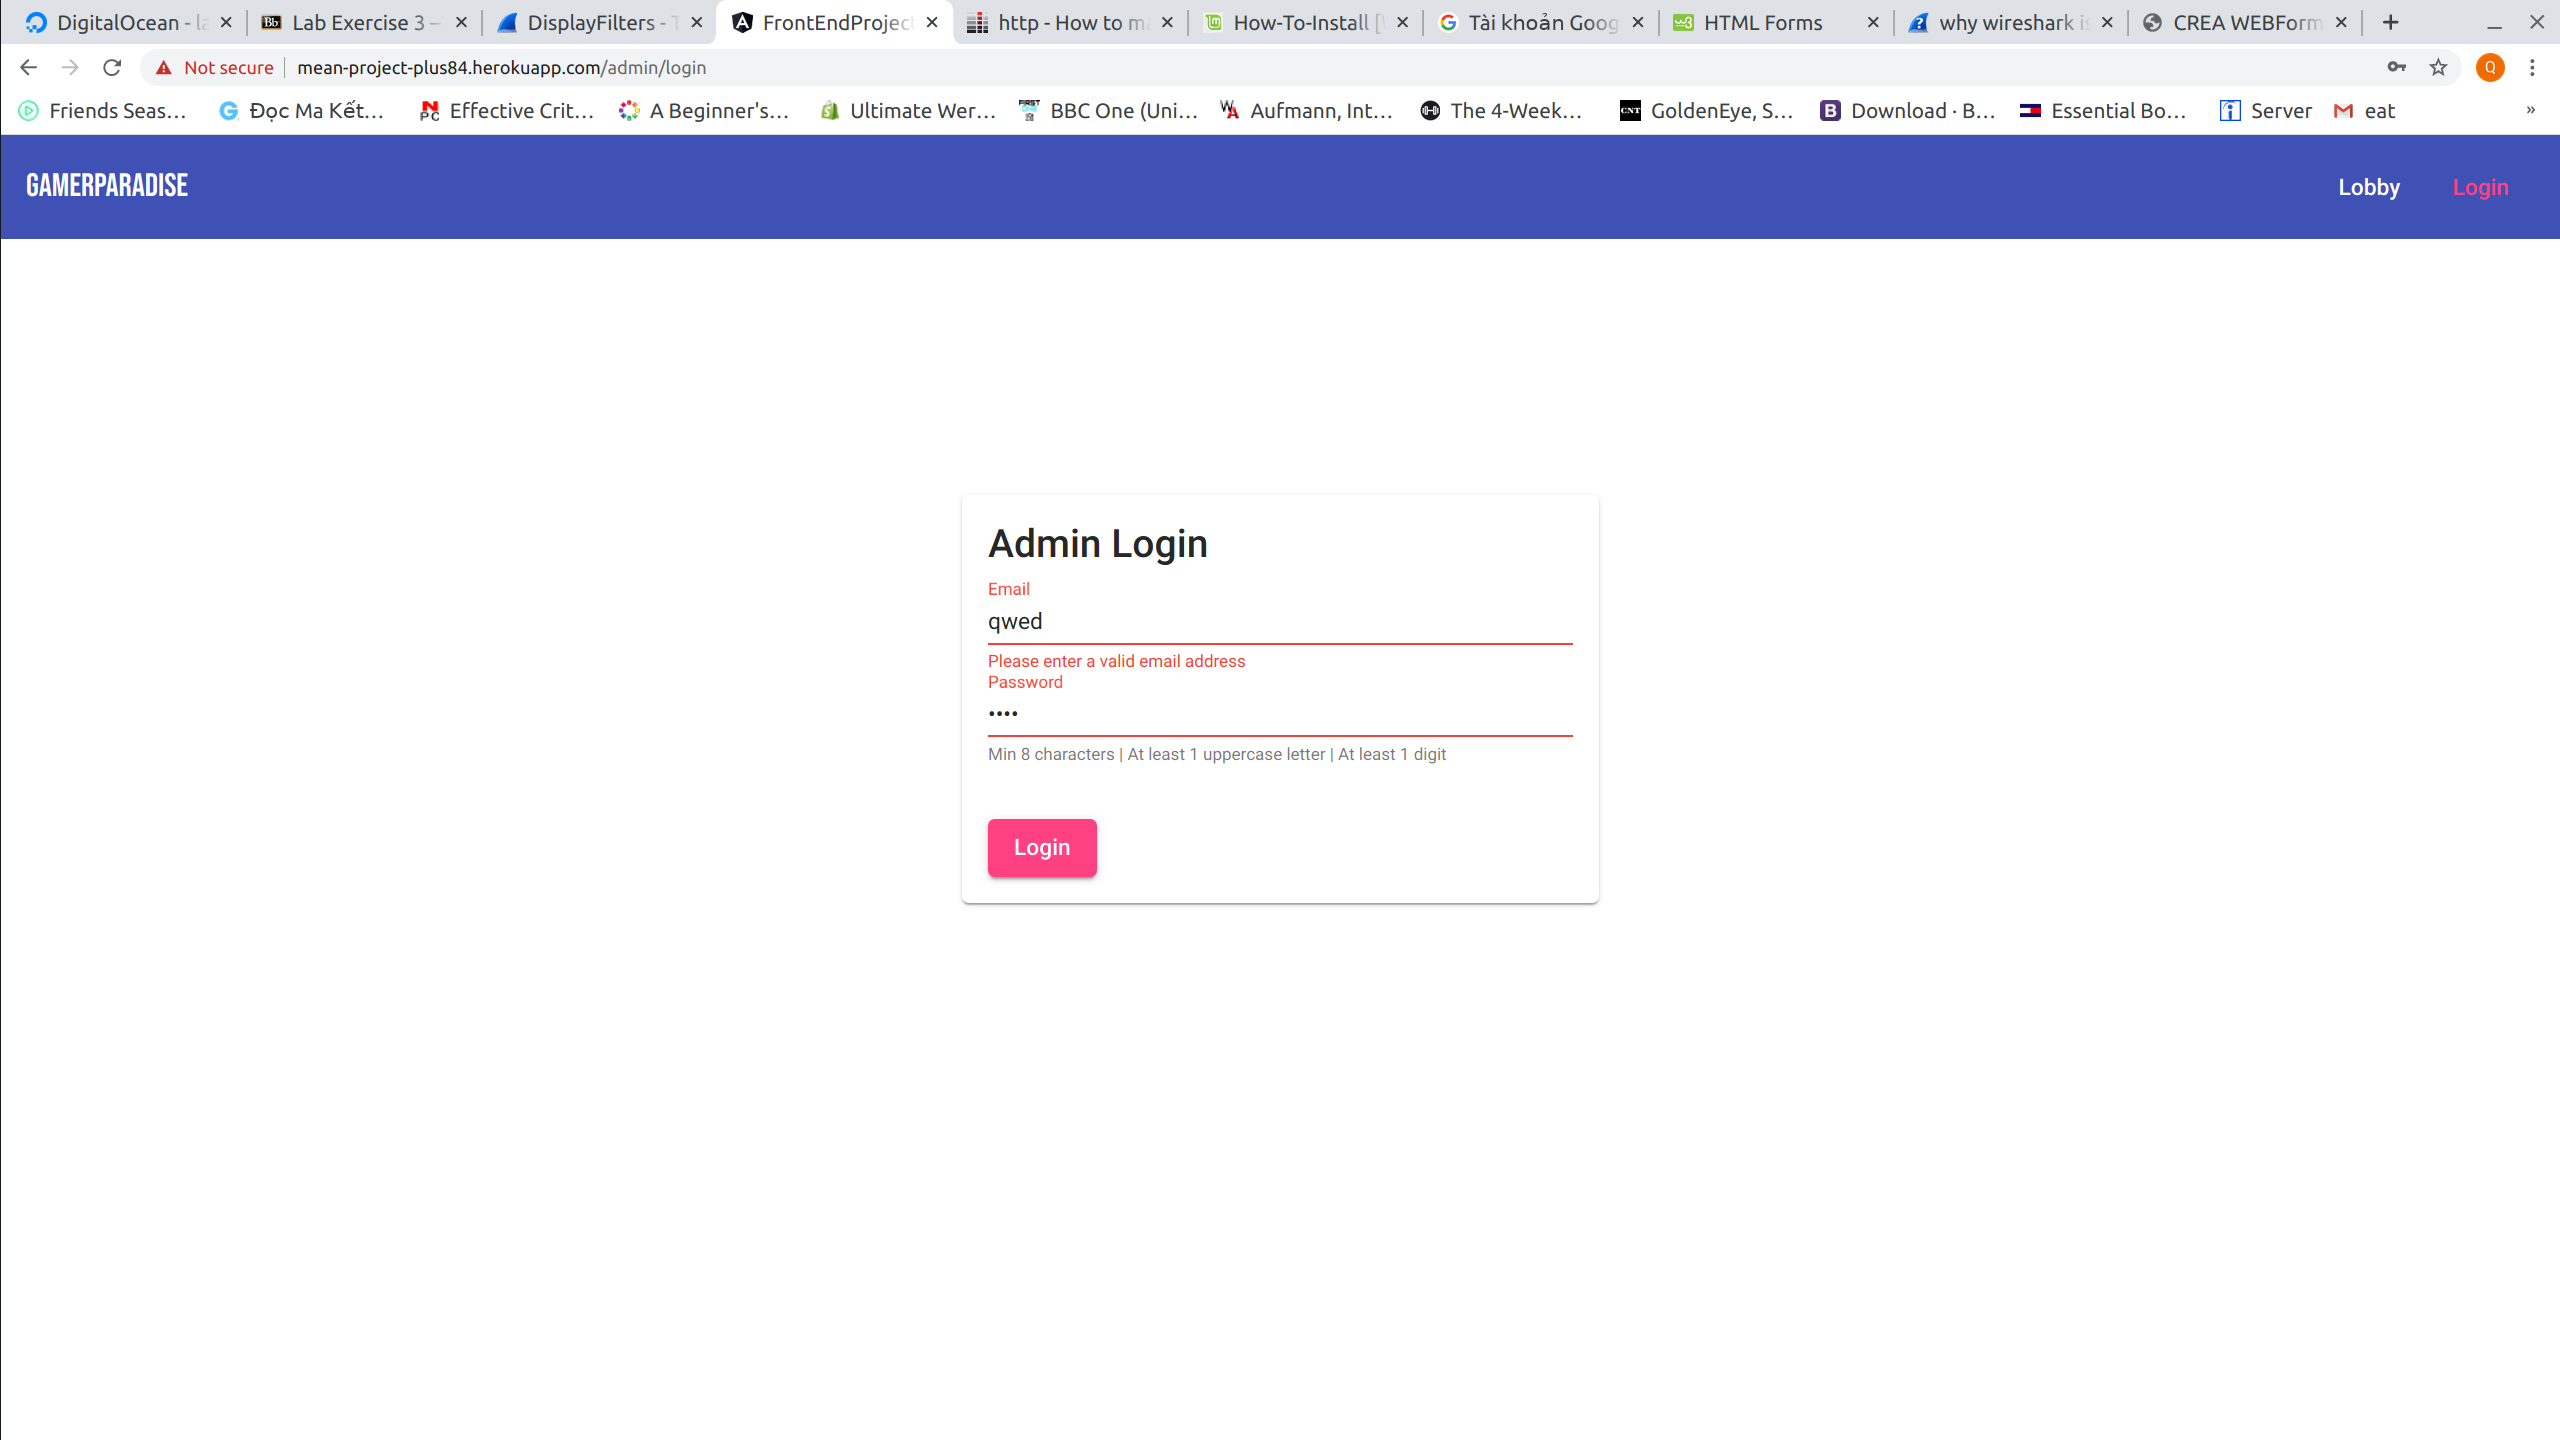 DigitalOcean - la
Lab Exercise 3 –
DisplayFilters - T
FrontEndProject
http - How to ma
How-To-Install [
Tài khoản Goog
HTML Forms
why wireshark is
CREA WEBForm
Not secure
mean-project-plus84.herokuapp.com/admin/login
Q
Friends Seas...
Đọc Ma Kết...
Effective Crit...
A Beginner's...
Ultimate Wer...
BBC One (Uni...
Aufmann, Int...
The 4-Week...
GoldenEye, S...
Download · B...
Essential Bo...
Server
eat
»
GAMERPARADISE
Lobby
Login
Admin Login
Email
qwed
Please enter a valid email address
Password
••••
Min 8 characters | At least 1 uppercase letter | At least 1 digit
Login